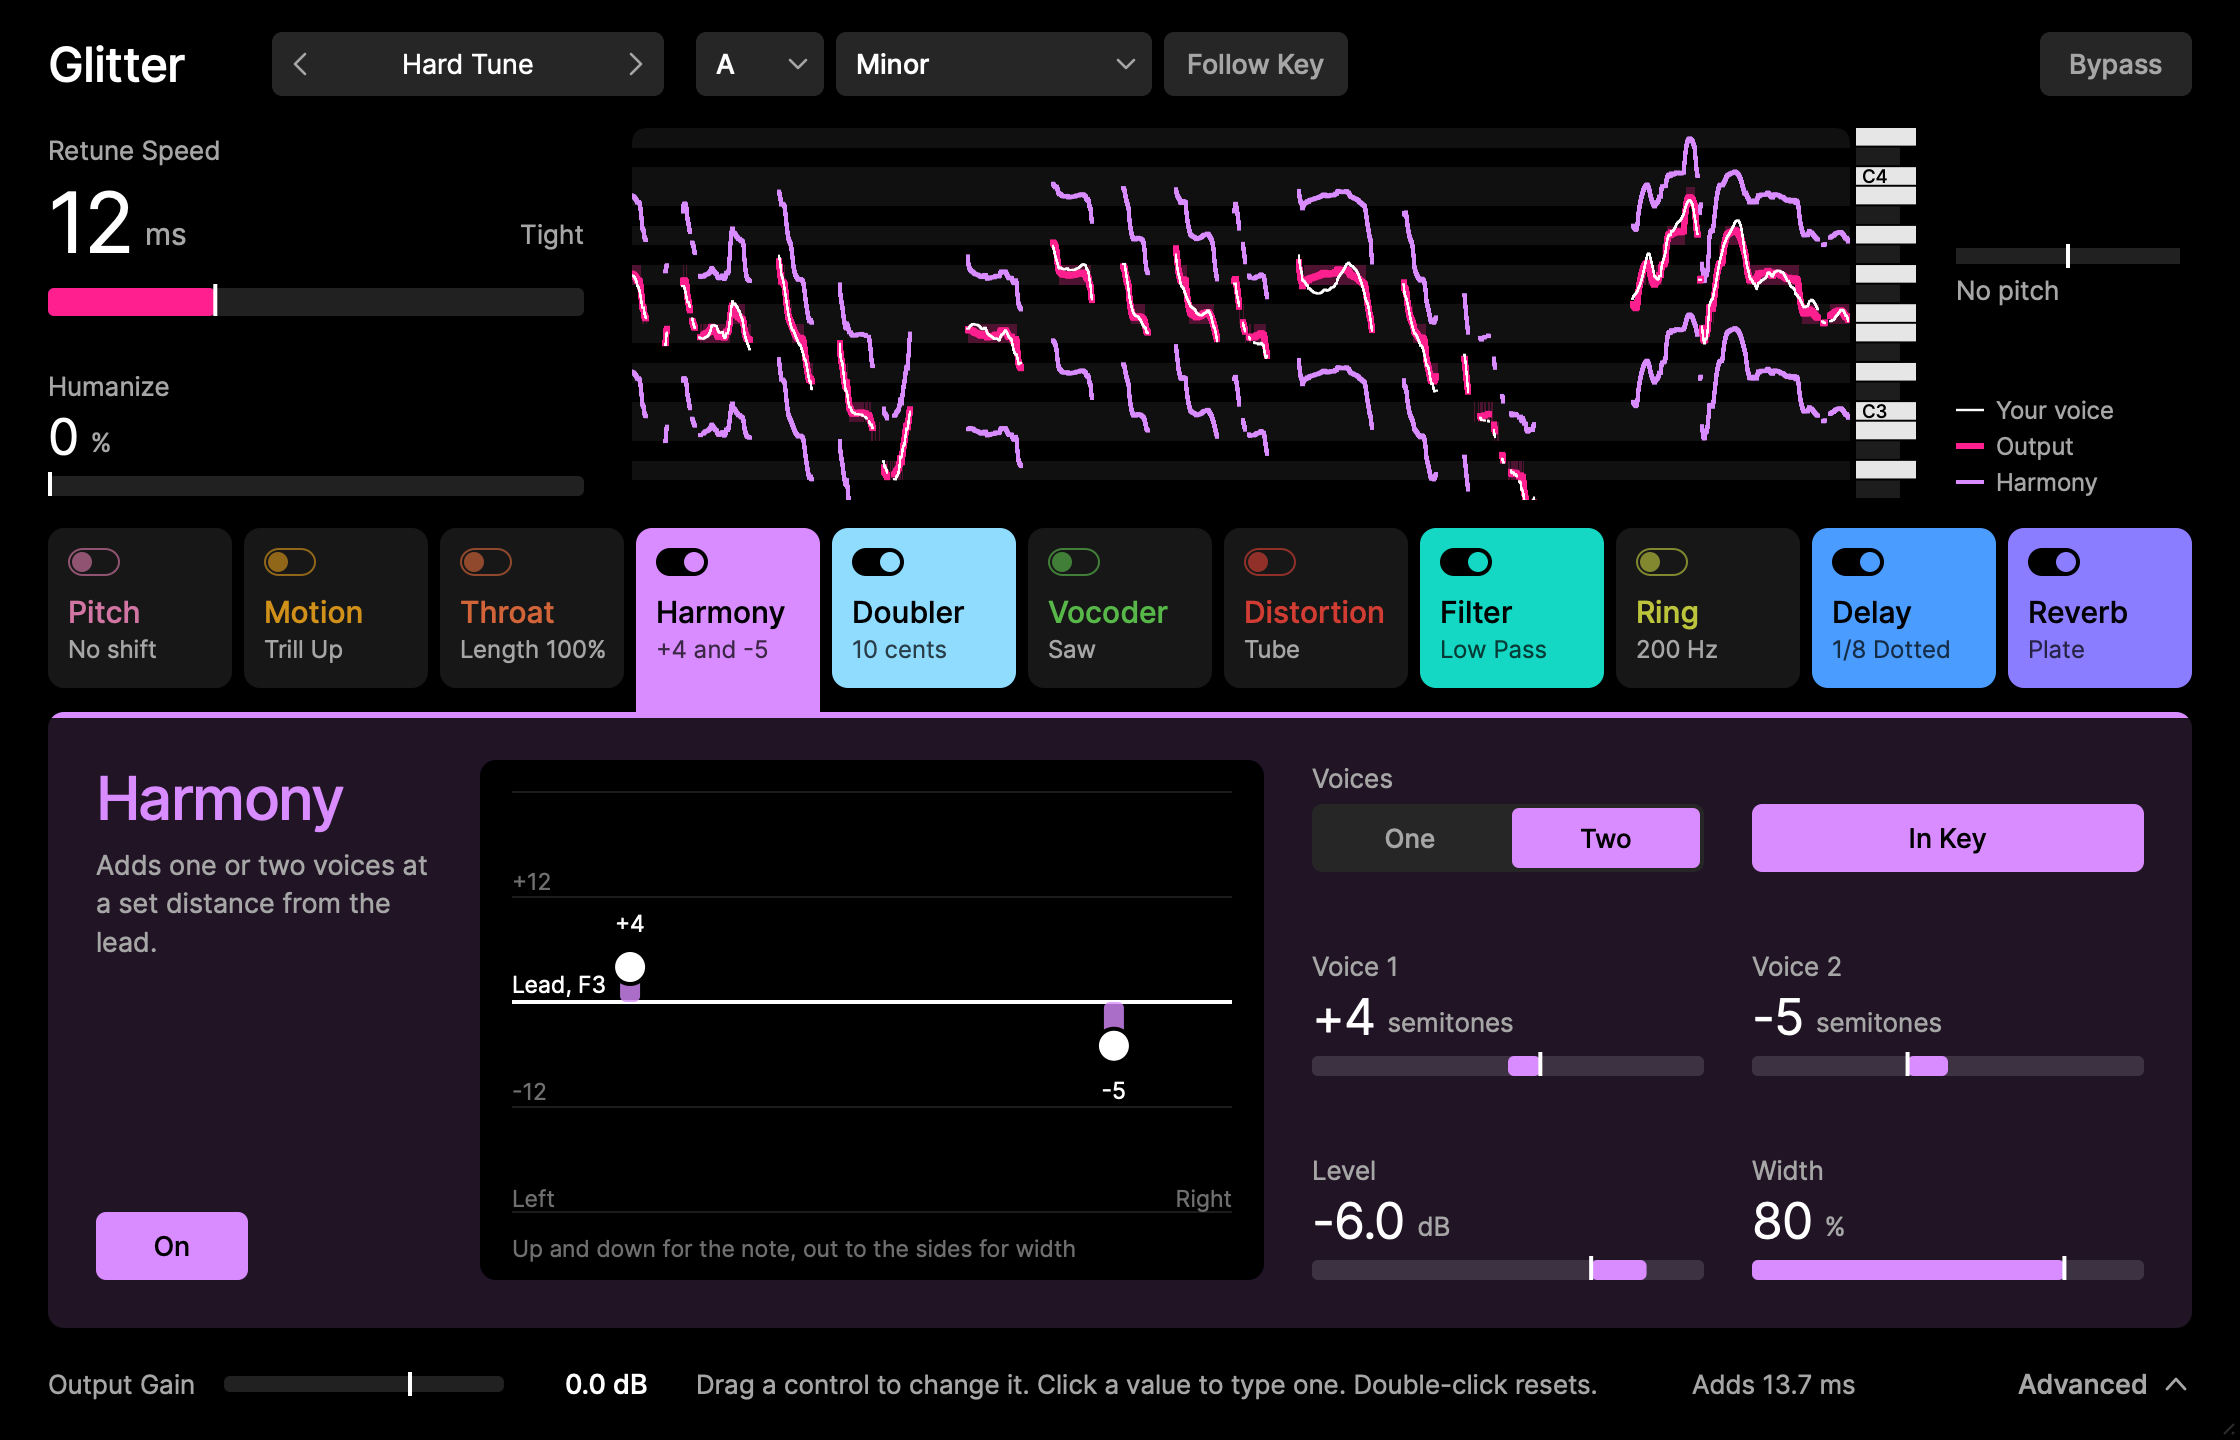 Glitter
Hard Tune
A
Minor
Follow Key
Bypass
Retune Speed
12 ms
Tight
Humanize
0 %
C4
C3
No pitch
Your voice
Output
Harmony
Pitch
No shift
Motion
Trill Up
Throat
Length 100%
Harmony
+4 and -5
Doubler
10 cents
Vocoder
Saw
Distortion
Tube
Filter
Low Pass
Ring
200 Hz
Delay
1/8 Dotted
Reverb
Plate
Harmony
Adds one or two voices at
a set distance from the
lead.
On
+12
+4
Lead, F3
-12
-5
Left
Right
Up and down for the note, out to the sides for width
Voices
One
Two
In Key
Voice 1
+4 semitones
Voice 2
-5 semitones
Level
-6.0 dB
Width
80 %
Output Gain
0.0 dB
Drag a control to change it. Click a value to type one. Double-click resets.
Adds 13.7 ms
Advanced